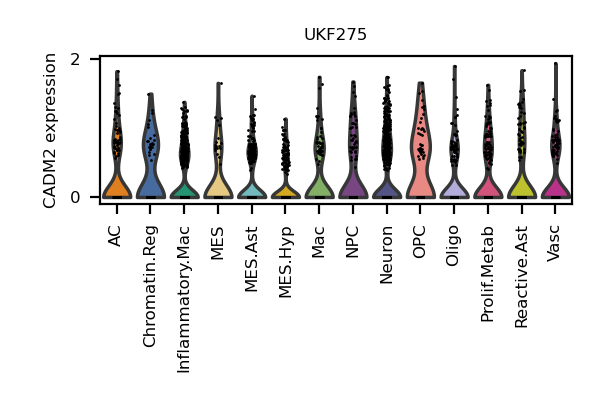 UKF275
CADM2 expression
2
0
AC
Chromatin.Reg
Inflammatory.Mac
MES
MES.Ast
MES.Hyp
Mac
NPC
Neuron
OPC
Oligo
Prolif.Metab
Reactive.Ast
Vasc